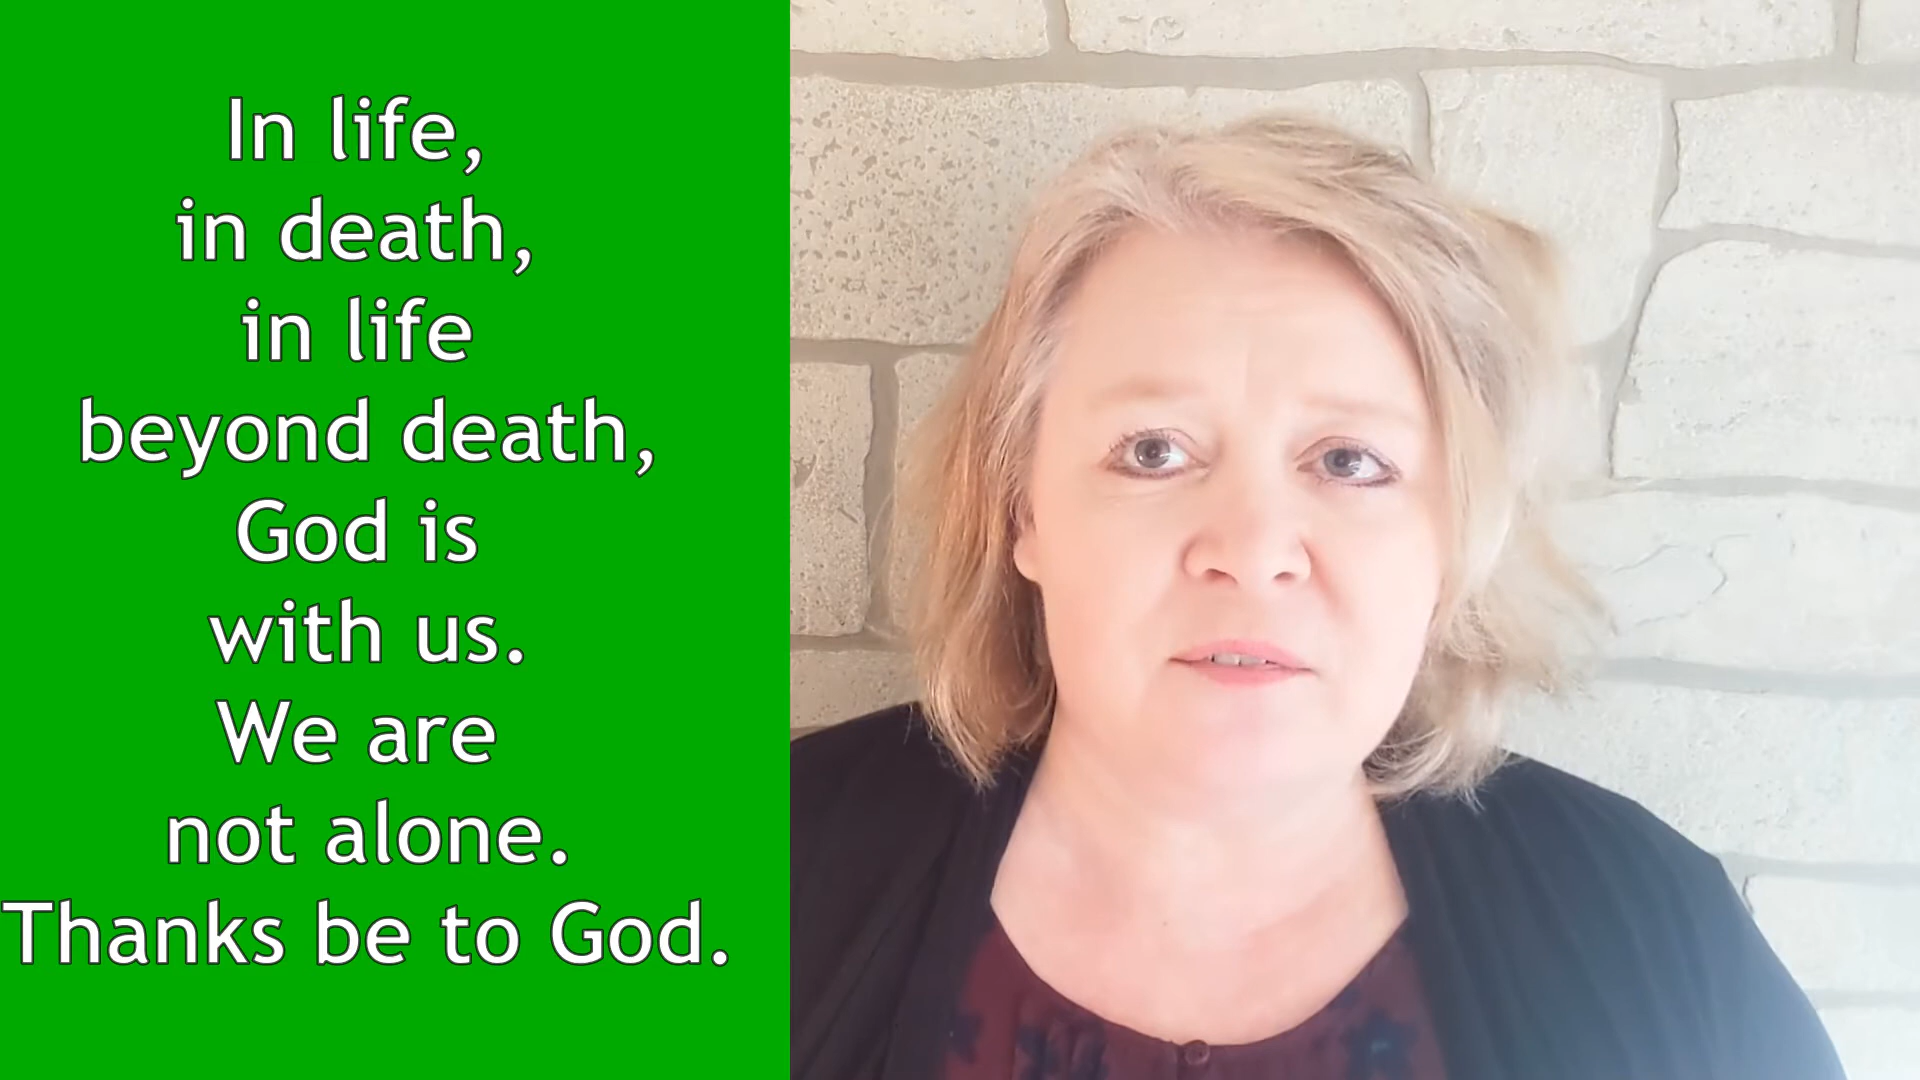 In life,
in death,
in life
beyond death,
God is
with us.
We are
not alone.
Thanks be to God.